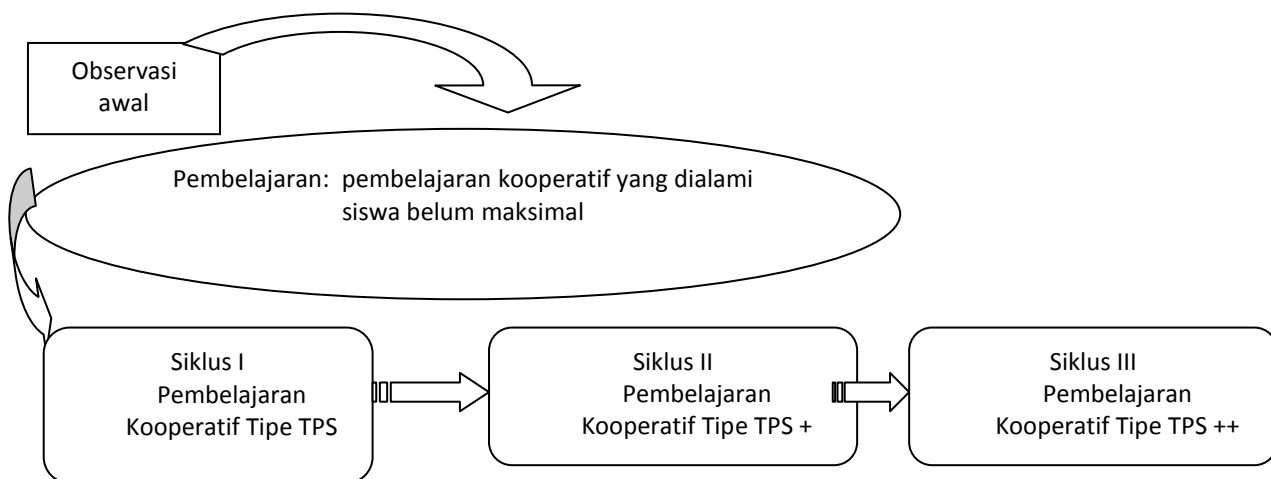 Observasi
awal
Pembelajaran: pembelajaran kooperatif yang dialami
siswa belum maksimal
Siklus I
Pembelajaran
Kooperatif Tipe TPS
Siklus II
Pembelajaran
Kooperatif Tipe TPS +
Siklus III
Pembelajaran
Kooperatif Tipe TPS ++